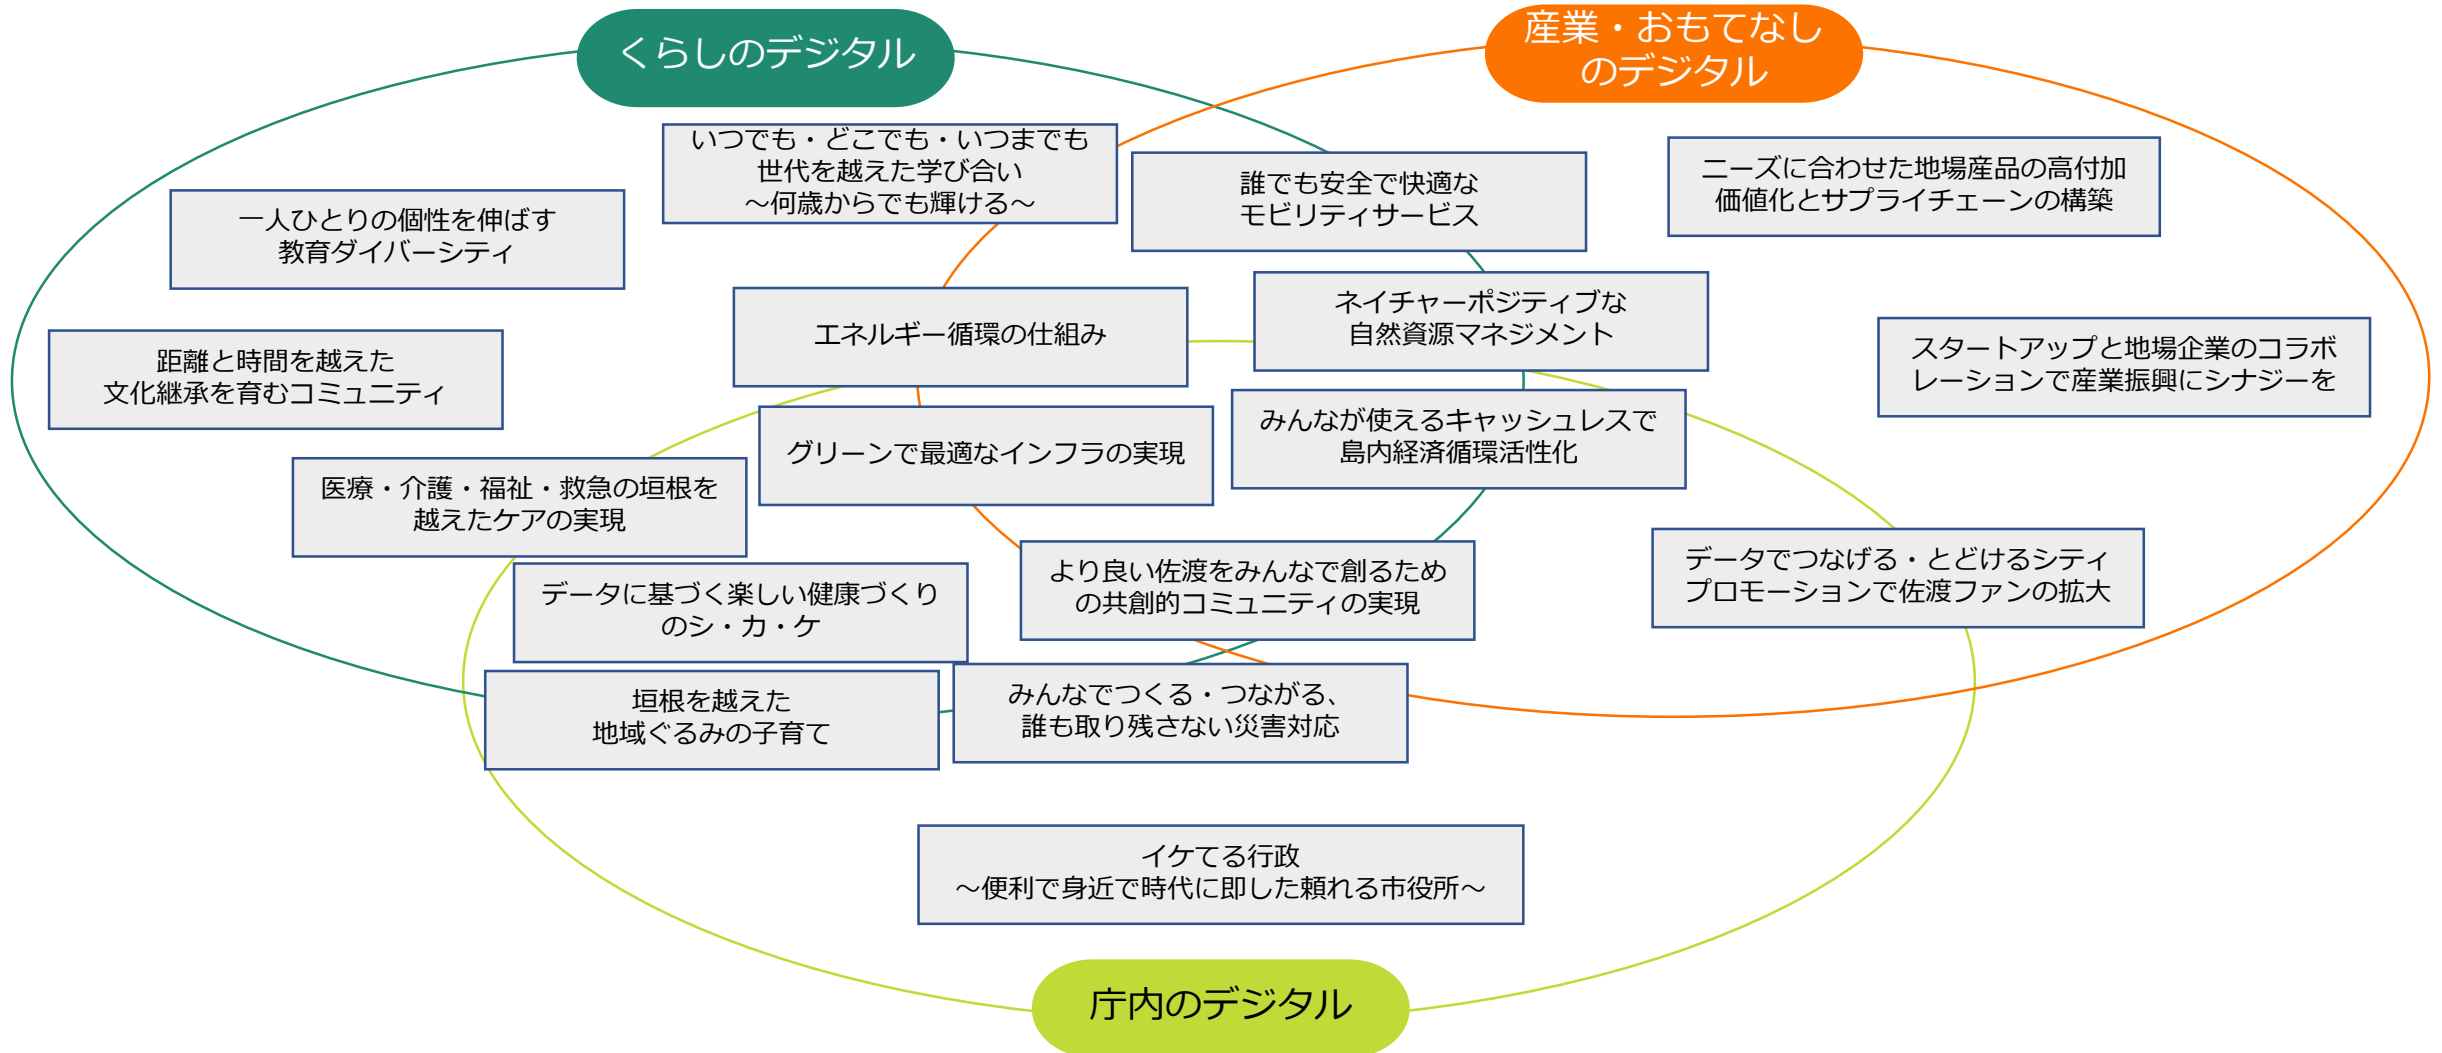 くらしのデジタル
産業・おもてなし
のデジタル
いつでも・どこでも・いつまでも
世代を越えた学び合い
～何歳からでも輝ける～
誰でも安全で快適な
モビリティサービス
ニーズに合わせた地場産品の高付加
価値化とサプライチェーンの構築
一人ひとりの個性を伸ばす
教育ダイバーシティ
エネルギー循環の仕組み
ネイチャーポジティブな
自然資源マネジメント
距離と時間を越えた
文化継承を育むコミュニティ
スタートアップと地場企業のコラボ
レーションで産業振興にシナジーを
グリーンで最適なインフラの実現
みんなが使えるキャッシュレスで
島内経済循環活性化
医療・介護・福祉・救急の垣根を
越えたケアの実現
データに基づく楽しい健康づくり
のシ・カ・ケ
より良い佐渡をみんなで創るため
の共創的コミュニティの実現
データでつなげる・とどけるシティ
プロモーションで佐渡ファンの拡大
垣根を越えた
地域ぐるみの子育て
みんなでつくる・つながる、
誰も取り残さない災害対応
イケてる行政
～便利で身近で時代に即した頼れる市役所～
庁内のデジタル